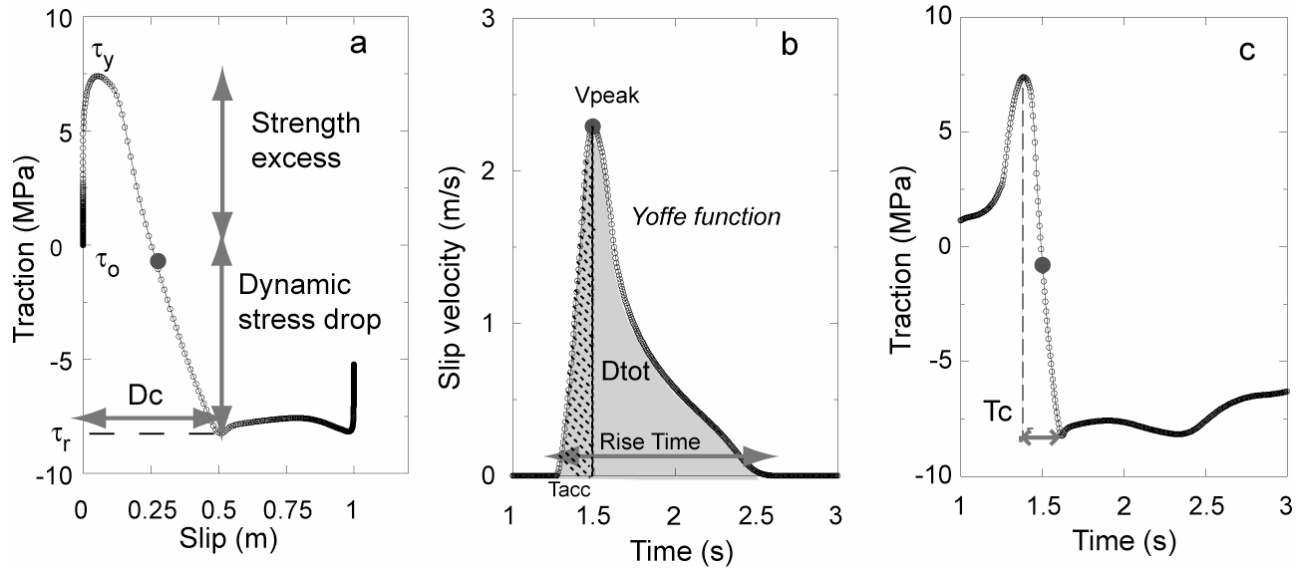 a
10
5
0
-5
-10
Traction (MPa)
τy
τo
τr
Strength
excess
Dynamic
stress drop
Dc
0 0.25 0.5 0.75 1
Slip (m)
b
3
2
1
0
Slip velocity (m/s)
Vpeak
Yoffe function
Dtot
Rise Time
Tacc
1 1.5 2 2.5 3
Time (s)
c
10
5
0
-5
-10
Traction (MPa)
Tc
1 1.5 2 2.5 3
Time (s)